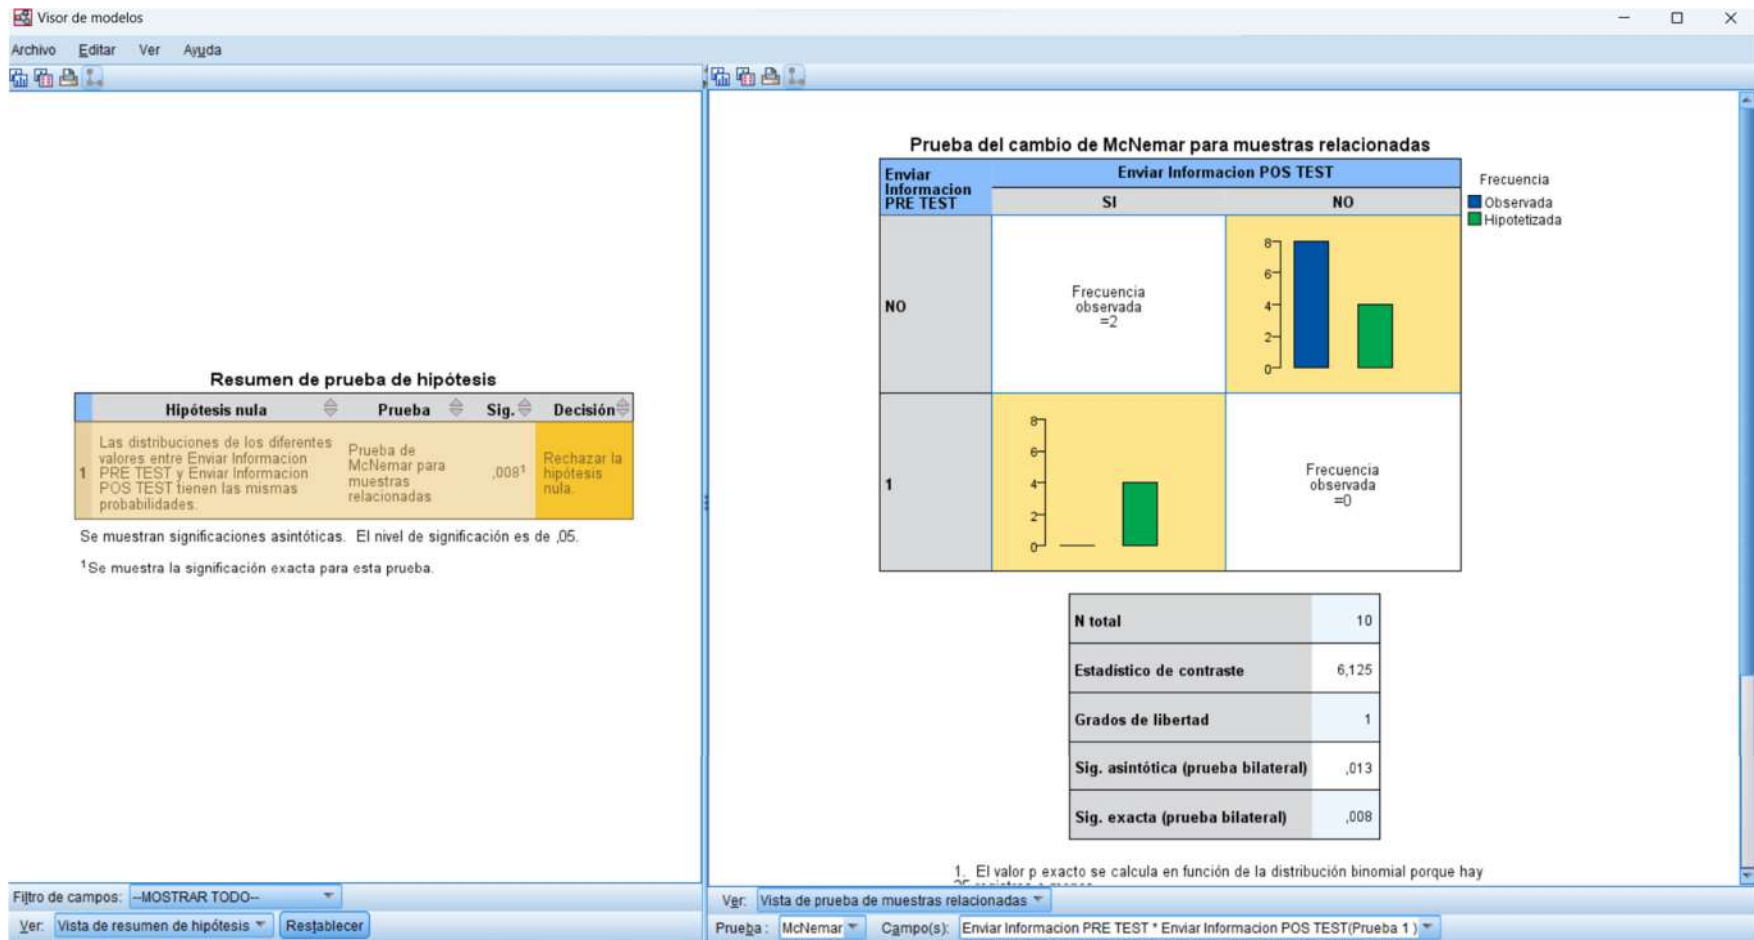 Visor de modelos
Archivo Editar Ver Ayuda
Resumen de prueba de hipótesis
Hipótesis nula Prueba Sig. Decisión
1
Las distribuciones de los diferentes
valores entre Enviar Informacion
PRE TEST y Enviar Informacion
POS TEST tienen las mismas
probabilidades.
Prueba de
McNemar para
muestras
relacionadas
,008¹
Rechazar la
hipótesis
nula.
Se muestran significaciones asintóticas. El nivel de significación es de ,05.
¹Se muestra la significación exacta para esta prueba.
Filtro de campos: --MOSTRAR TODO--
Ver: Vista de resumen de hipótesis Restablecer
Prueba del cambio de McNemar para muestras relacionadas
Enviar
Informacion
PRE TEST
Enviar Informacion POS TEST
SI NO
Frecuencia
Observada
Hipotetizada
NO
Frecuencia
observada
=2
8
6
4
2
0
1
8
6
4
2
0
Frecuencia
observada
=0
N total 10
Estadístico de contraste 6,125
Grados de libertad 1
Sig. asintótica (prueba bilateral) ,013
Sig. exacta (prueba bilateral) ,008
1. El valor p exacto se calcula en función de la distribución binomial porque hay
Ver: Vista de prueba de muestras relacionadas
Prueba: McNemar Campo(s): Enviar Informacion PRE TEST * Enviar Informacion POS TEST(Prueba 1 )